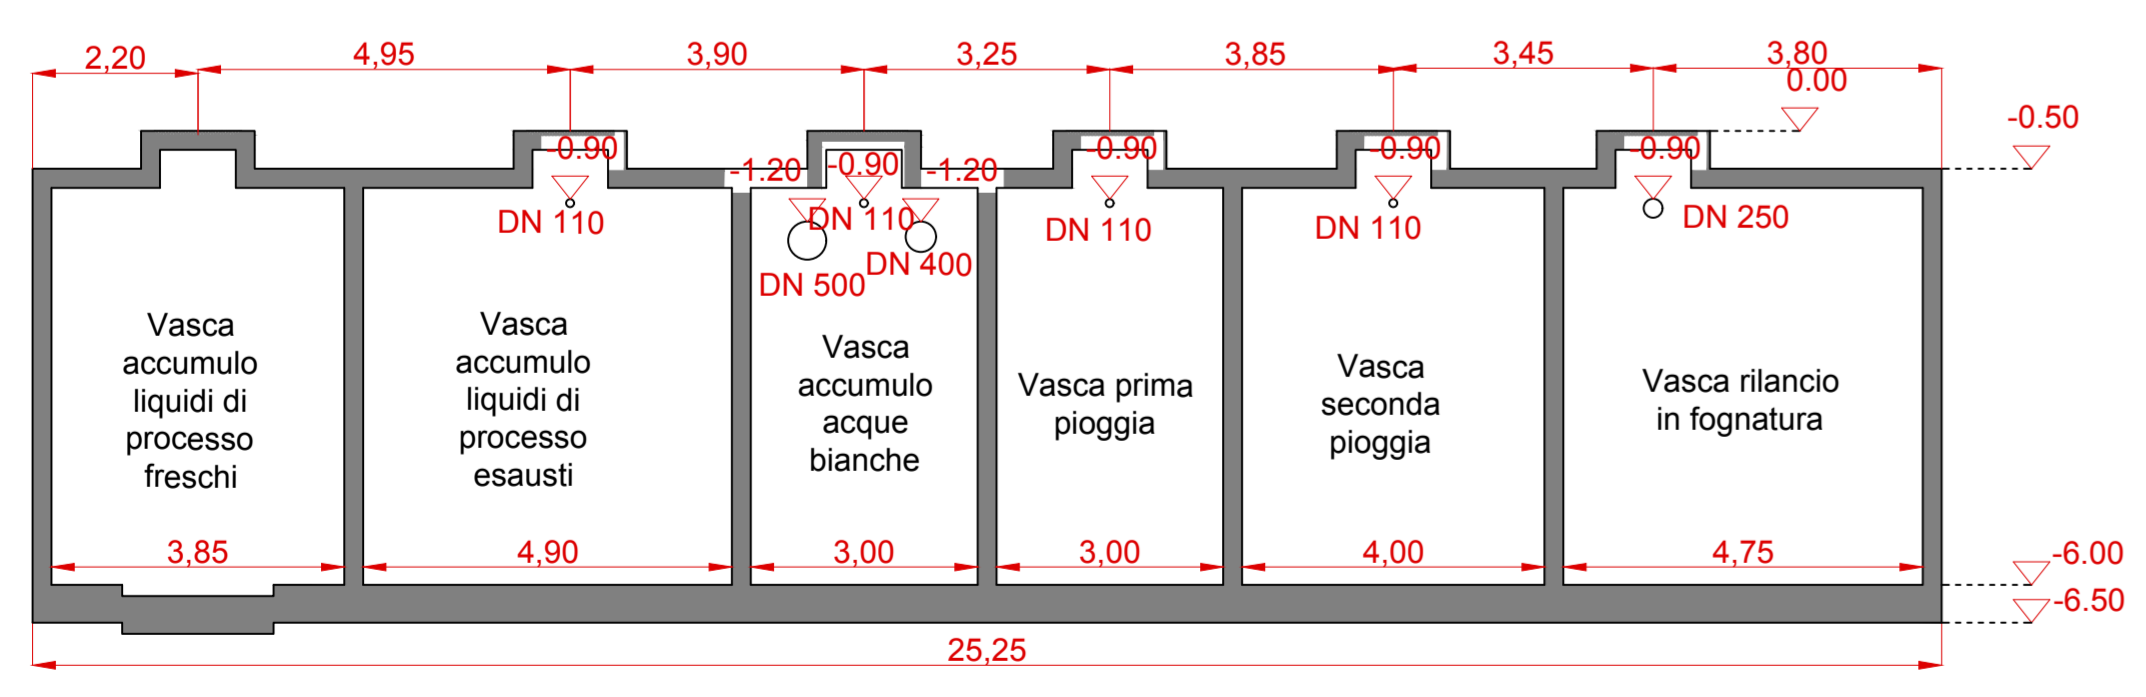 2,20
4,95
3,90
3,25
3,85
3,45
3,80
0.00
-0.50
-0.90
-1.20
-0.90
-1.20
-0.90
-0.90
-0.90
DN 110
DN 110
DN 110
DN 110
DN 250
DN 500
DN 400
Vasca
accumulo
liquidi di
processo
freschi
Vasca
accumulo
liquidi di
processo
esausti
Vasca
accumulo
acque
bianche
Vasca prima
pioggia
Vasca
seconda
pioggia
Vasca rilancio
in fognatura
3,85
4,90
3,00
3,00
4,00
4,75
-6.00
-6.50
25,25